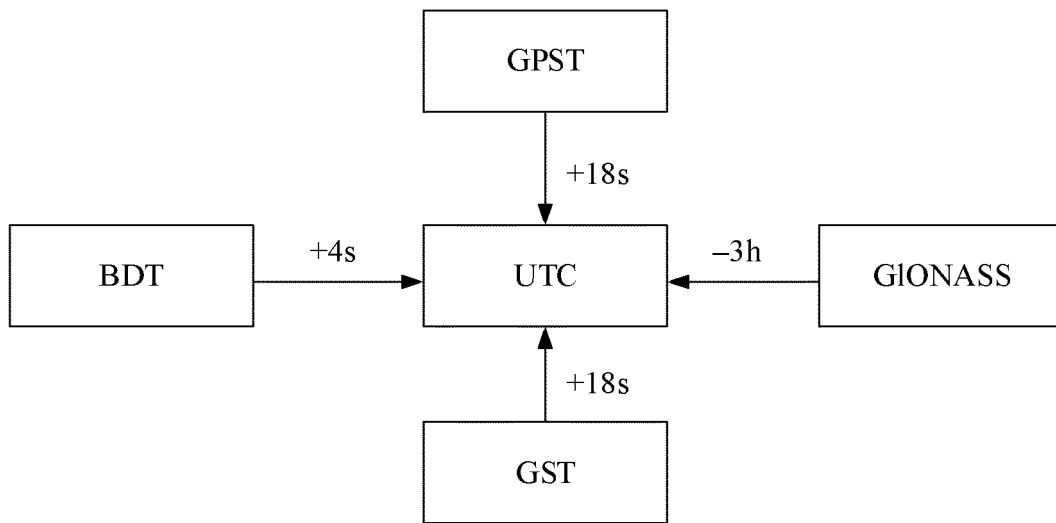 GPST
+18s
BDT
+4s
UTC
–3h
GlONASS
+18s
GST